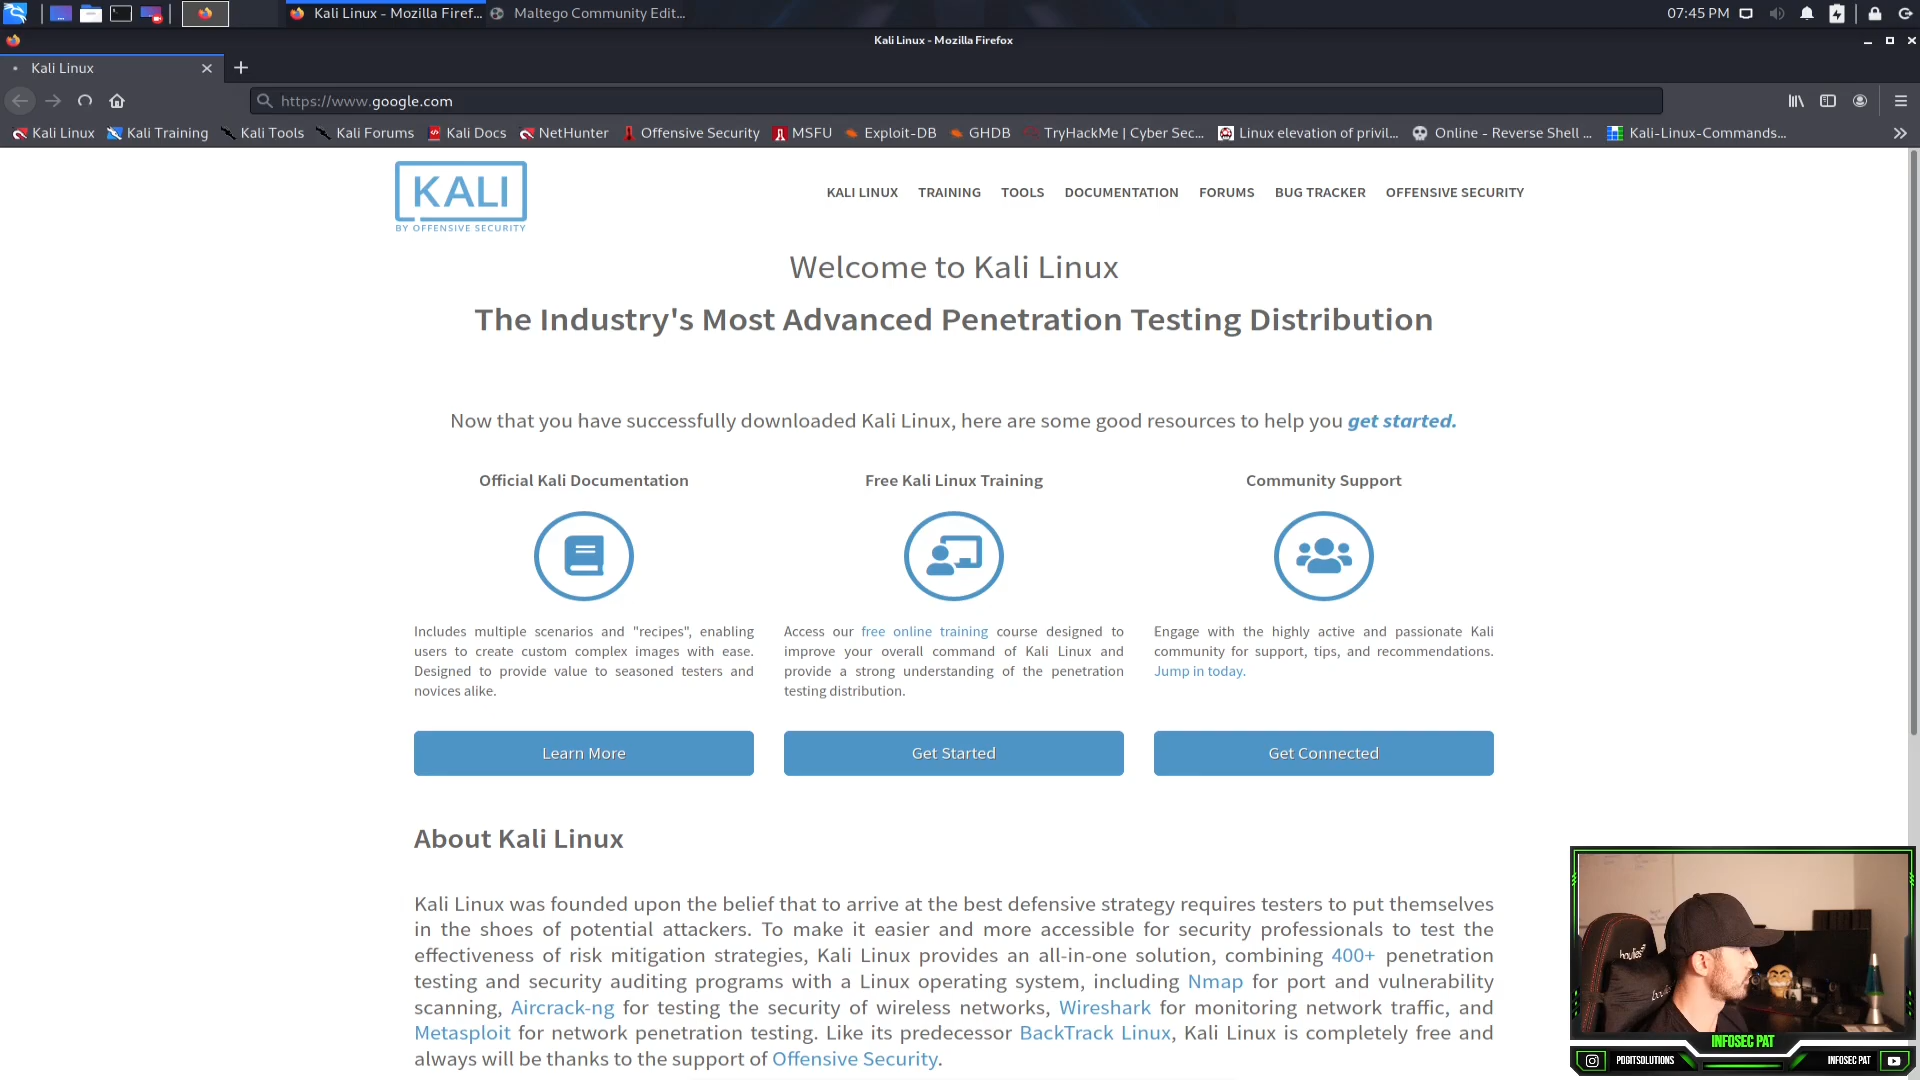 Kali Linux - Mozilla Firef...
Maltego Community Edit...
07:45 PM
Kali Linux - Mozilla Firefox
Kali Linux
https://www.google.com
Kali Linux
Kali Training
Kali Tools
Kali Forums
Kali Docs
NetHunter
Offensive Security
MSFU
Exploit-DB
GHDB
TryHackMe | Cyber Sec...
Linux elevation of privil...
Online - Reverse Shell ...
Kali-Linux-Commands...
KALI
BY OFFENSIVE SECURITY
KALI LINUX
TRAINING
TOOLS
DOCUMENTATION
FORUMS
BUG TRACKER
OFFENSIVE SECURITY
Welcome to Kali Linux
The Industry's Most Advanced Penetration Testing Distribution
Now that you have successfully downloaded Kali Linux, here are some good resources to help you get started.
Official Kali Documentation
Includes multiple scenarios and "recipes", enabling
users to create custom complex images with ease.
Designed to provide value to seasoned testers and
novices alike.
Learn More
Free Kali Linux Training
Access our free online training course designed to
improve your overall command of Kali Linux and
provide a strong understanding of the penetration
testing distribution.
Get Started
Community Support
Engage with the highly active and passionate Kali
community for support, tips, and recommendations.
Jump in today.
Get Connected
About Kali Linux
Kali Linux was founded upon the belief that to arrive at the best defensive strategy requires testers to put themselves
in the shoes of potential attackers. To make it easier and more accessible for security professionals to test the
effectiveness of risk mitigation strategies, Kali Linux provides an all-in-one solution, combining 400+ penetration
testing and security auditing programs with a Linux operating system, including Nmap for port and vulnerability
scanning, Aircrack-ng for testing the security of wireless networks, Wireshark for monitoring network traffic, and
Metasploit for network penetration testing. Like its predecessor BackTrack Linux, Kali Linux is completely free and
always will be thanks to the support of Offensive Security.
INFOSEC PAT
PDDITSOLUTIONS
INFOSEC PAT